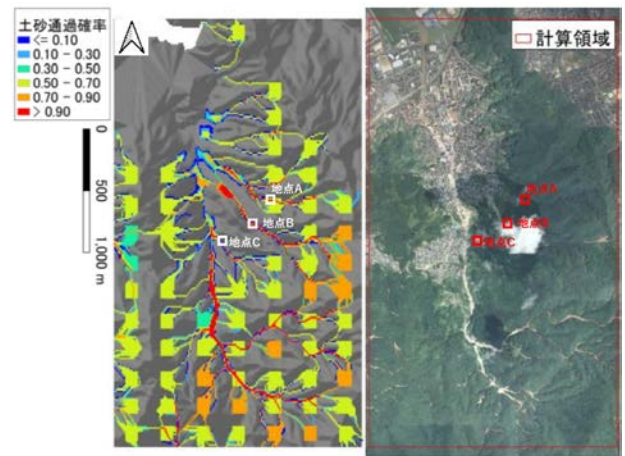 土砂通過確率
<= 0.10
0.10 - 0.30
0.30 - 0.50
0.50 - 0.70
0.70 - 0.90
> 0.90
0
500
1,000 m
地点A
地点B
地点C
計算領域
地点A
地点B
地点C